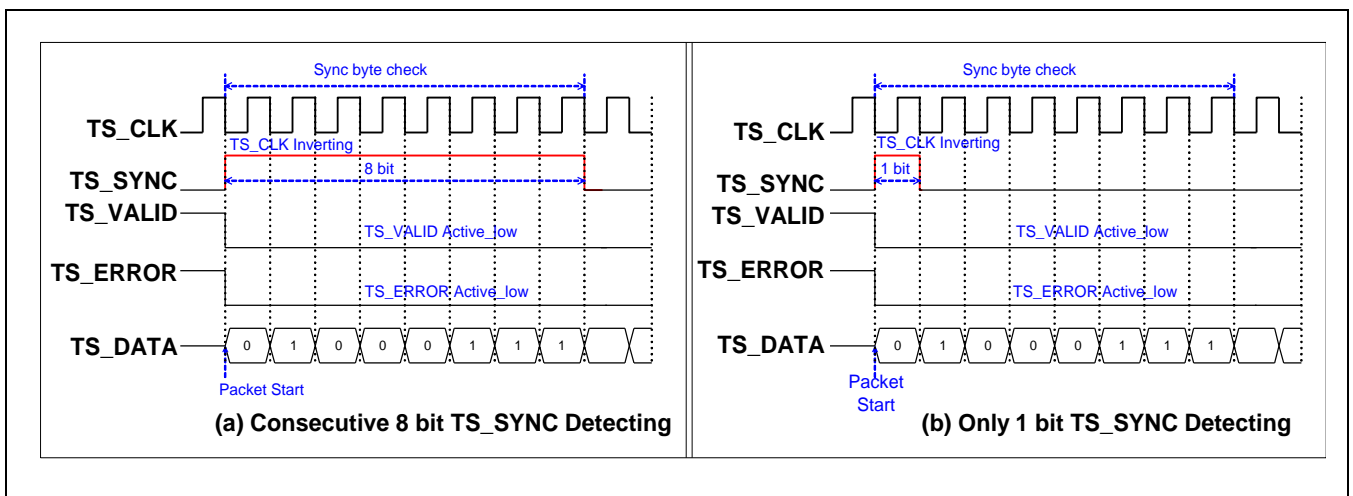 Sync byte check
TS_CLK
TS_CLK Inverting
8 bit
TS_SYNC
TS_VALID
TS_VALID Active_low
TS_ERROR
TS_ERROR Active_low
TS_DATA
0 1 0 0 0 1 1 1
Packet Start
(a) Consecutive 8 bit TS_SYNC Detecting
Sync byte check
TS_CLK
TS_CLK Inverting
1 bit
TS_SYNC
TS_VALID
TS_VALID Active_low
TS_ERROR
TS_ERROR Active_low
TS_DATA
0 1 0 0 0 1 1 1
Packet
Start
(b) Only 1 bit TS_SYNC Detecting